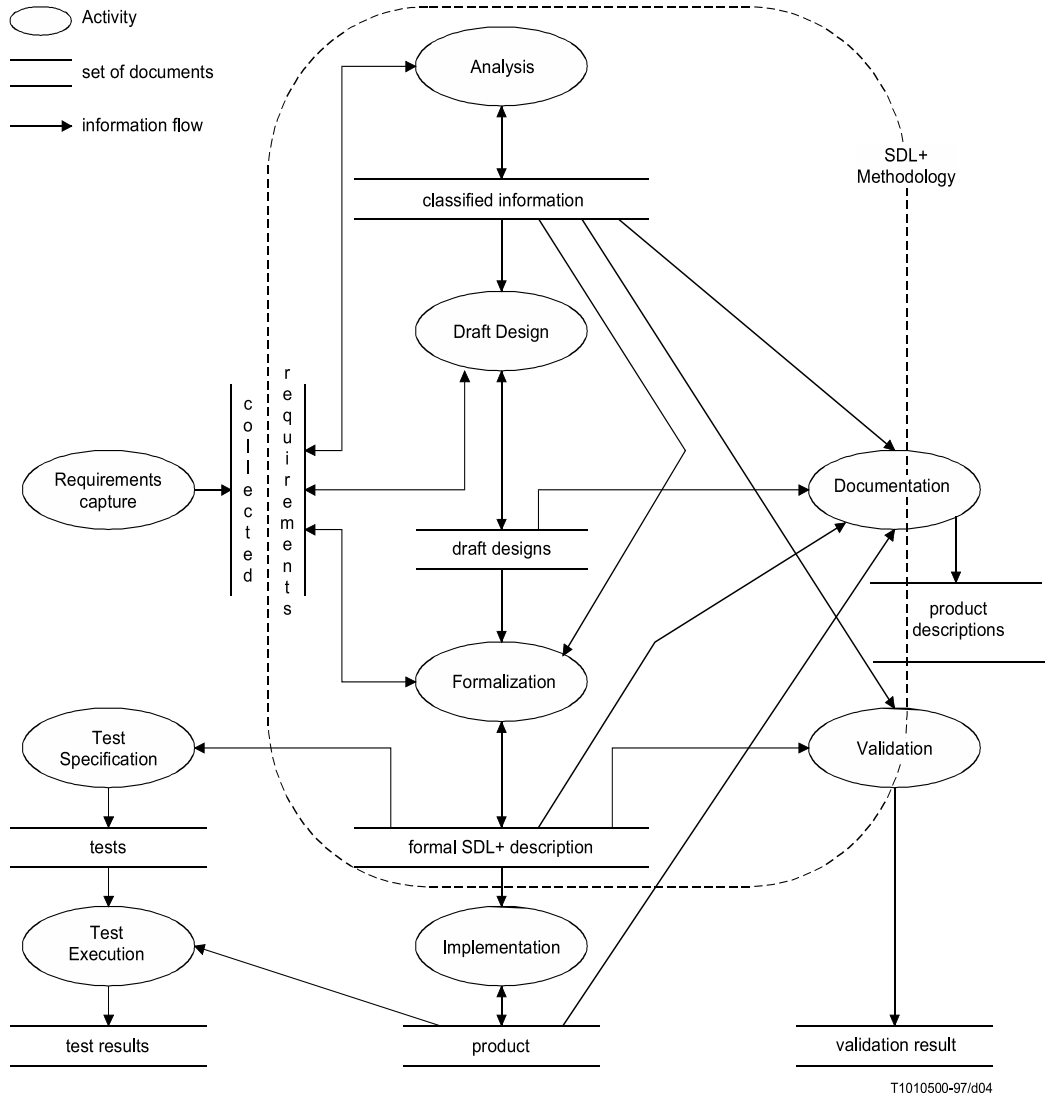 Activity
set of documents
information flow
Analysis
SDL+
Methodology
classified information
Draft Design
collected
requirements
Requirements
capture
Documentation
draft designs
product
descriptions
Formalization
Test
Specification
Validation
tests
formal SDL+ description
Test
Execution
Implementation
test results
product
validation result
T1010500-97/d04